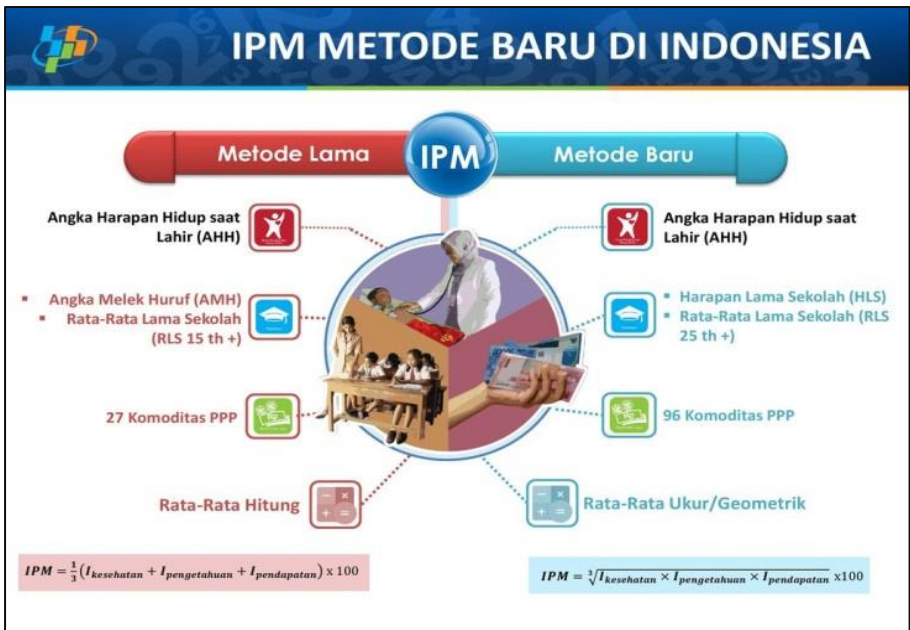 IPM METODE BARU DI INDONESIA
Metode Lama
IPM
Metode Baru
Angka Harapan Hidup saat
Lahir (AHH)
▪ Angka Melek Huruf (AMH)
▪ Rata-Rata Lama Sekolah
(RLS 15 th +)
27 Komoditas PPP
Rata-Rata Hitung
IPM = 1/3 (I_kesehatan + I_pengetahuan + I_pendapatan) x 100
Angka Harapan Hidup saat
Lahir (AHH)
▪ Harapan Lama Sekolah (HLS)
▪ Rata-Rata Lama Sekolah (RLS
25 th +)
96 Komoditas PPP
Rata-Rata Ukur/Geometrik
IPM = ∛(I_kesehatan × I_pengetahuan × I_pendapatan) x100